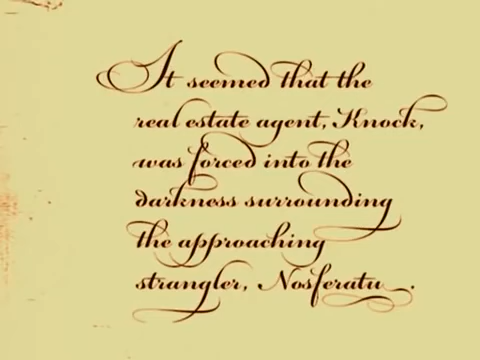 It seemed that the
real estate agent, Knock,
was forced into the
darkness surrounding
the approaching
strangler, Nosferatu.